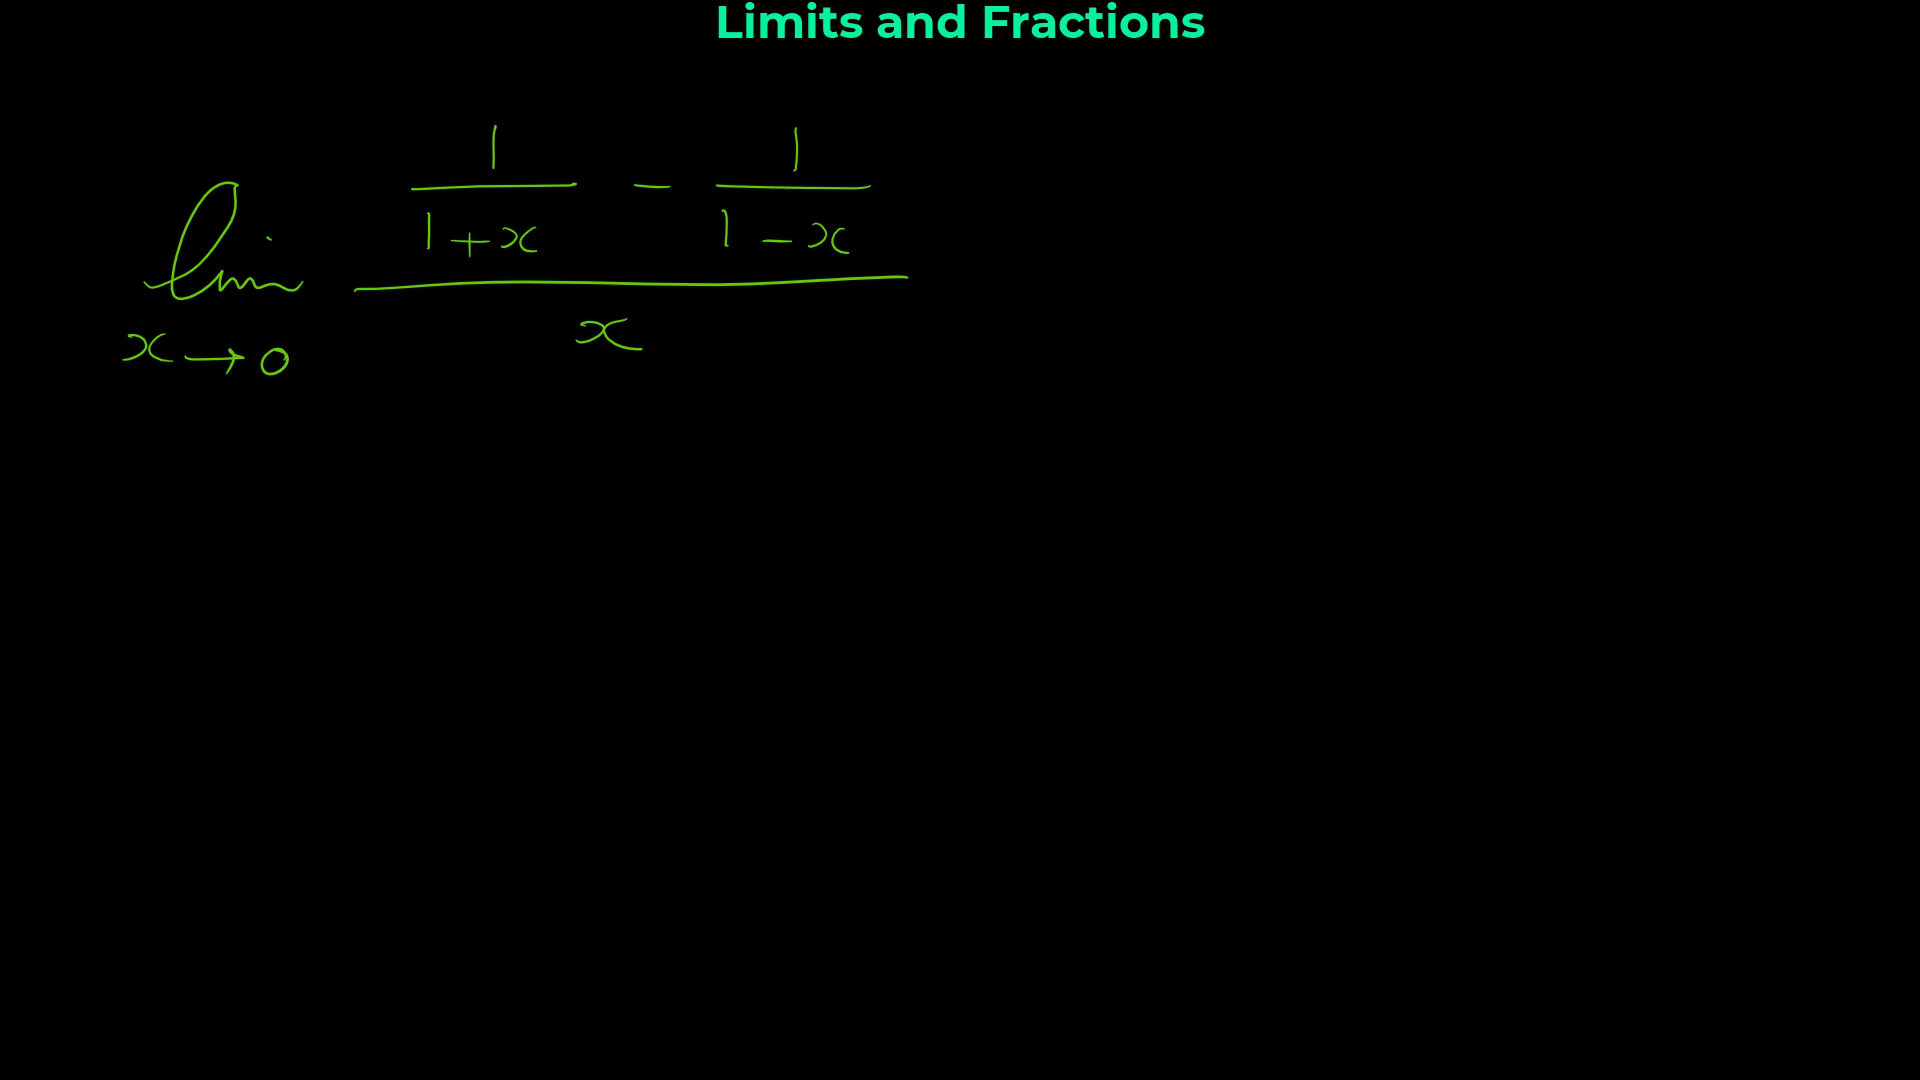 Limits and Fractions
1 1
lim 1+x − 1−x
x→0 x